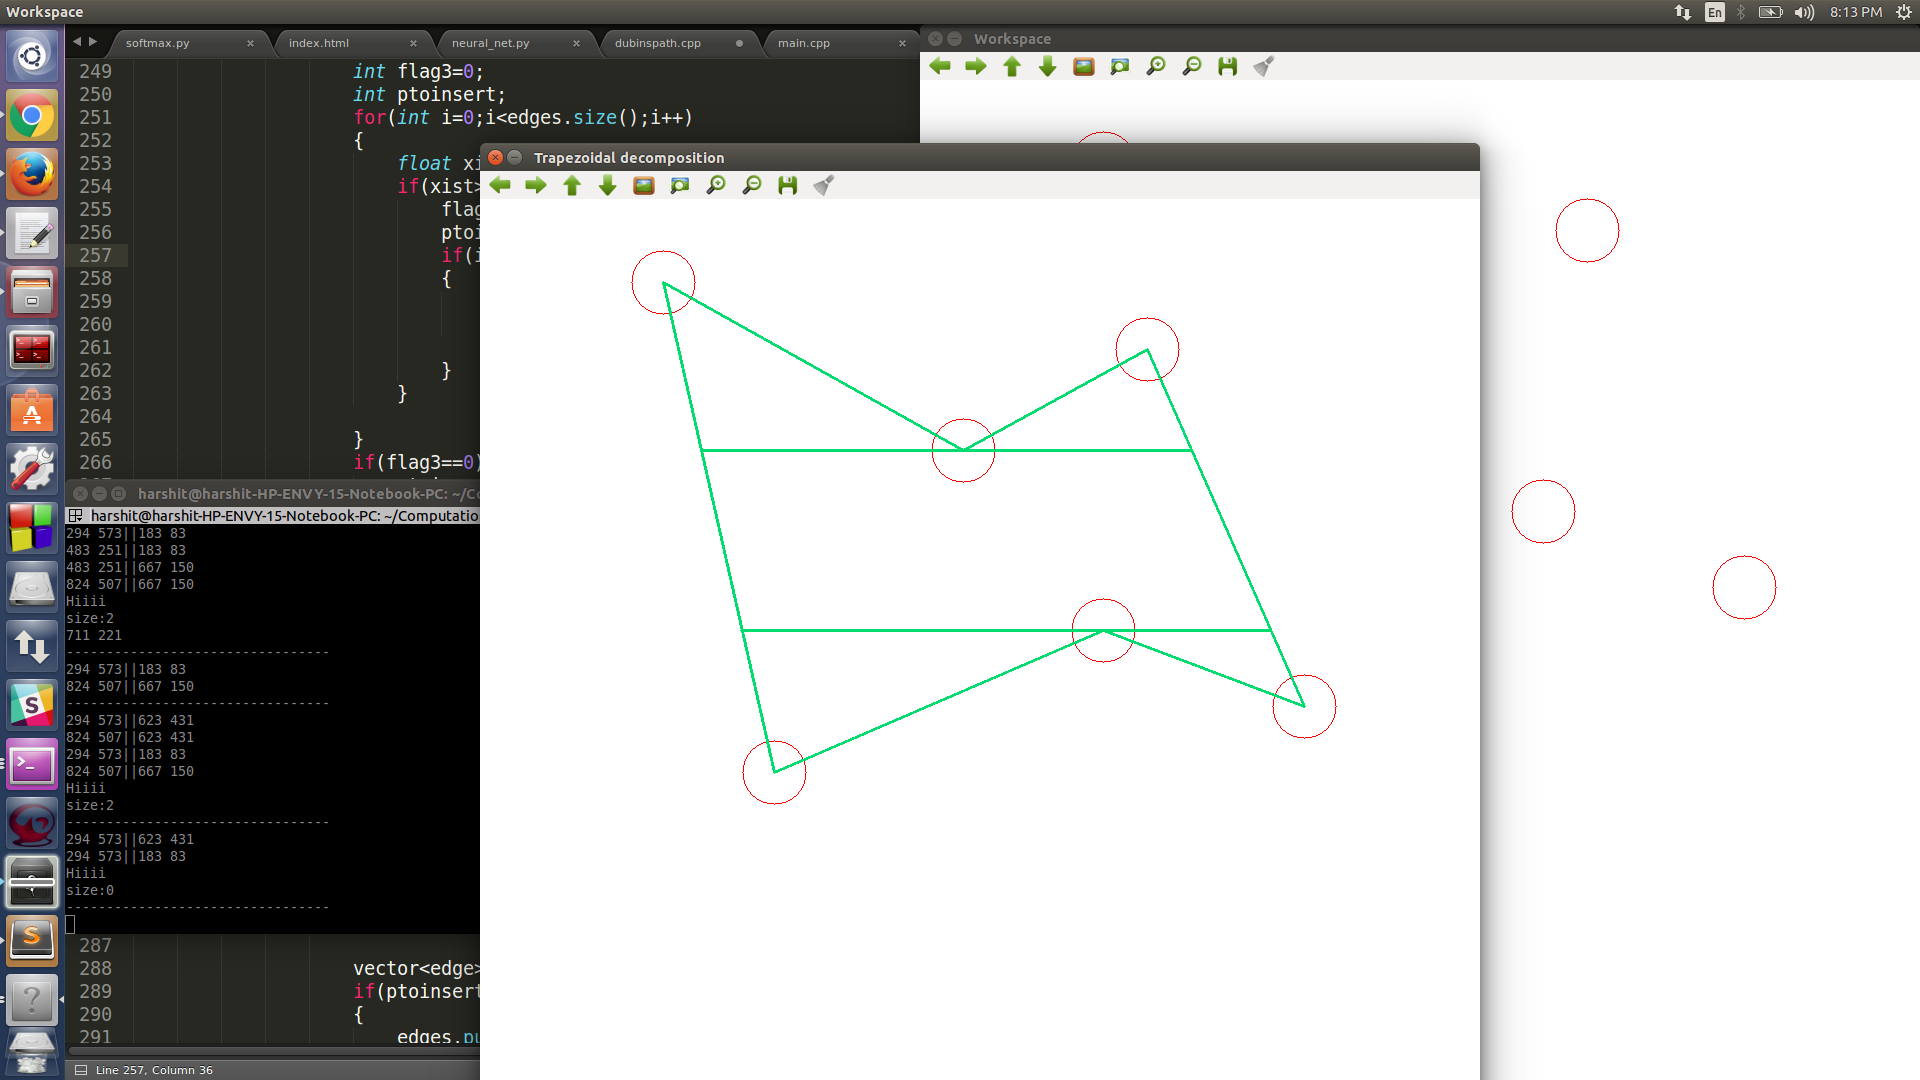 Workspace
En
8:13 PM
softmax.py
index.html
neural_net.py
dubinspath.cpp
main.cpp
Workspace
249 int flag3=0;
250 int ptoinsert;
251 for(int i=0;i<edges.size();i++)
252 {
253 float xi
254 if(xist>
255 flag
256 ptoi
257 if(i
258 {
259
260
261
262 }
263 }
264
265 }
266 if(flag3==0)
Trapezoidal decomposition
harshit@harshit-HP-ENVY-15-Notebook-PC: ~/Co
harshit@harshit-HP-ENVY-15-Notebook-PC: ~/Computatio
294 573||183 83
483 251||183 83
483 251||667 150
824 507||667 150
Hiiii
size:2
711 221
---------------------------------
294 573||183 83
824 507||667 150
---------------------------------
294 573||623 431
824 507||623 431
294 573||183 83
824 507||667 150
Hiiii
size:2
---------------------------------
294 573||623 431
294 573||183 83
Hiiii
size:0
---------------------------------
287
288 vector<edge>
289 if(ptoinsert
290 {
291 edges.pu
Line 257, Column 36